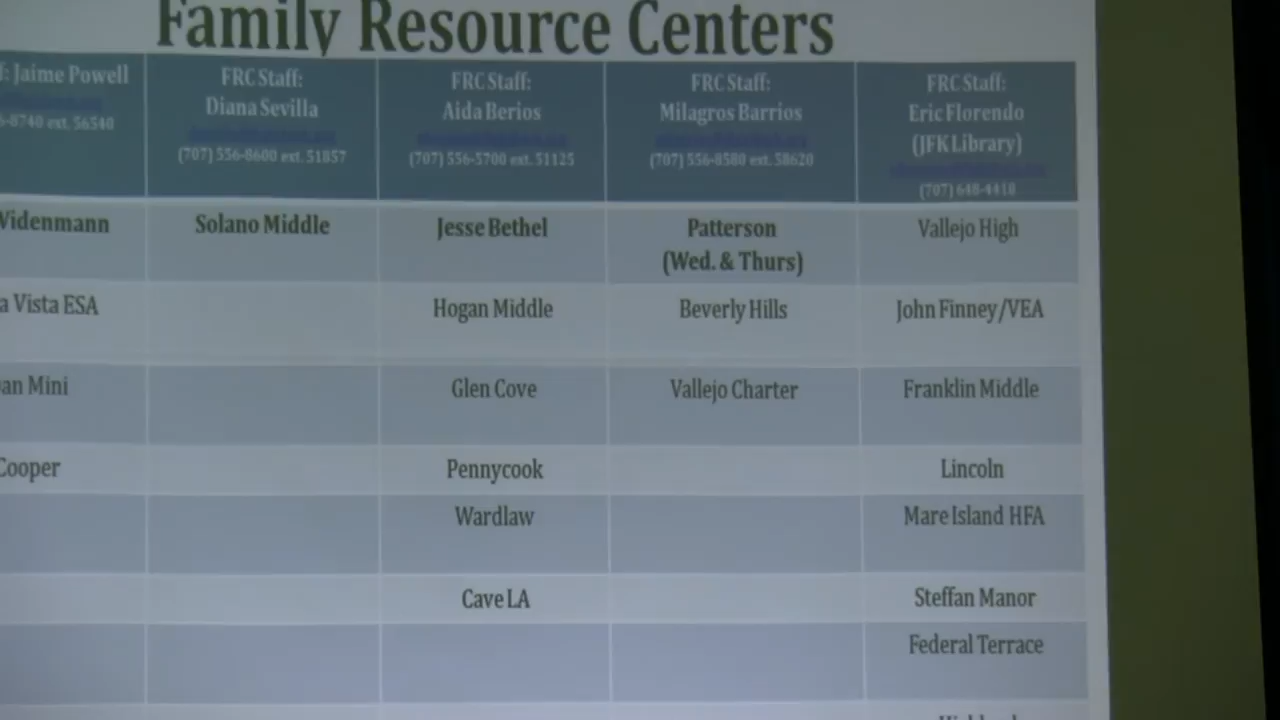 Family Resource Centers
Jaime Powell
ext. 56540
FRC Staff:
Diana Sevilla
(707) 556-8600 ext. 51857
FRC Staff:
Aida Berios
(707) 556-5700 ext. 51125
FRC Staff:
Milagros Barrios
(707) 556-8580 ext. 58620
FRC Staff:
Eric Florendo
(JFK Library)
(707) 648-4418
Widenmann
Solano Middle
Jesse Bethel
Patterson
(Wed. & Thurs)
Vallejo High
Vista ESA
Hogan Middle
Beverly Hills
John Finney/VEA
Mini
Glen Cove
Vallejo Charter
Franklin Middle
Cooper
Pennycook
Lincoln
Wardlaw
Mare Island HFA
Cave LA
Steffan Manor
Federal Terrace